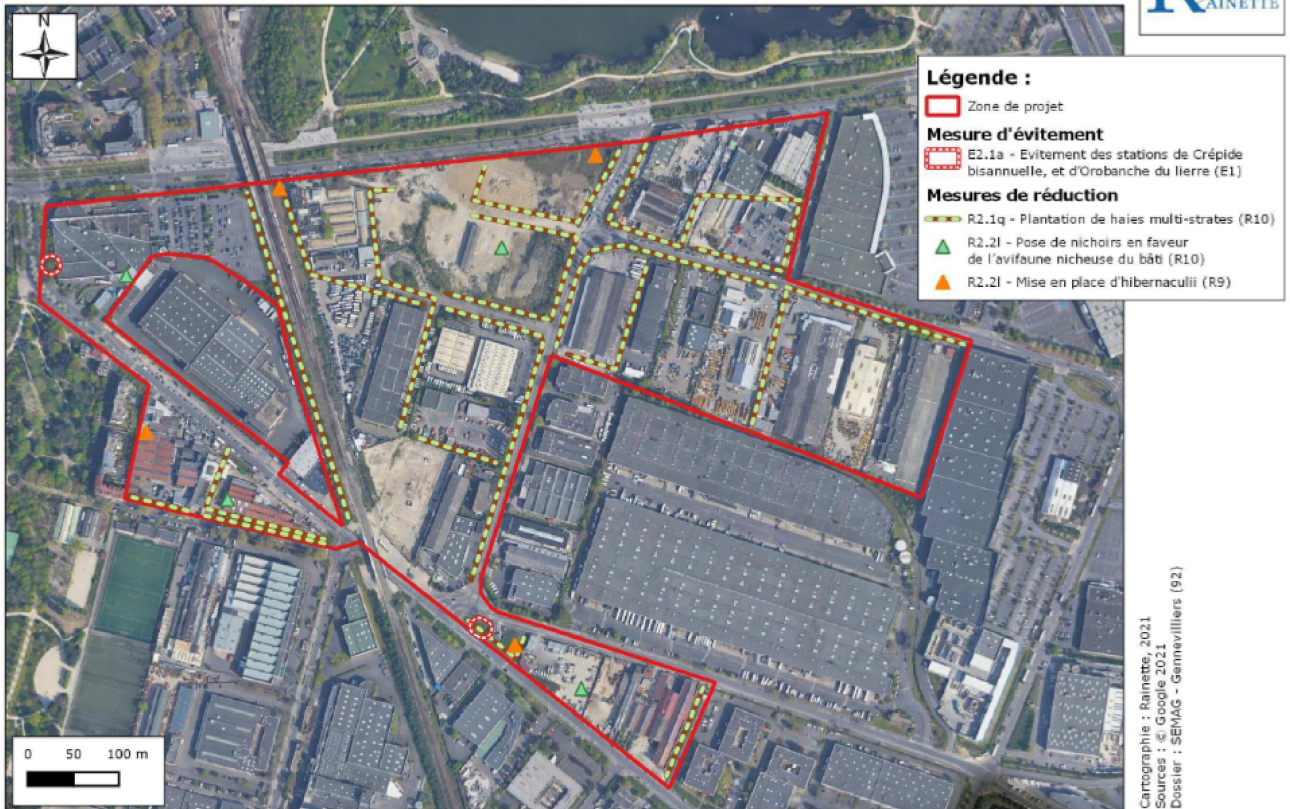 N
RAINETTE
Légende :
Zone de projet
Mesure d'évitement
E2.1a - Evitement des stations de Crépide
bisannuelle, et d'Orobanche du lierre (E1)
Mesures de réduction
R2.1q - Plantation de haies multi-strates (R10)
R2.2l - Pose de nichoirs en faveur
de l'avifaune nicheuse du bâti (R10)
R2.2l - Mise en place d'hibernaculii (R9)
0 50 100 m
Cartographie : Rainette, 2021
Sources : © Google 2021
Dossier : SEMAG - Gennevilliers (92)